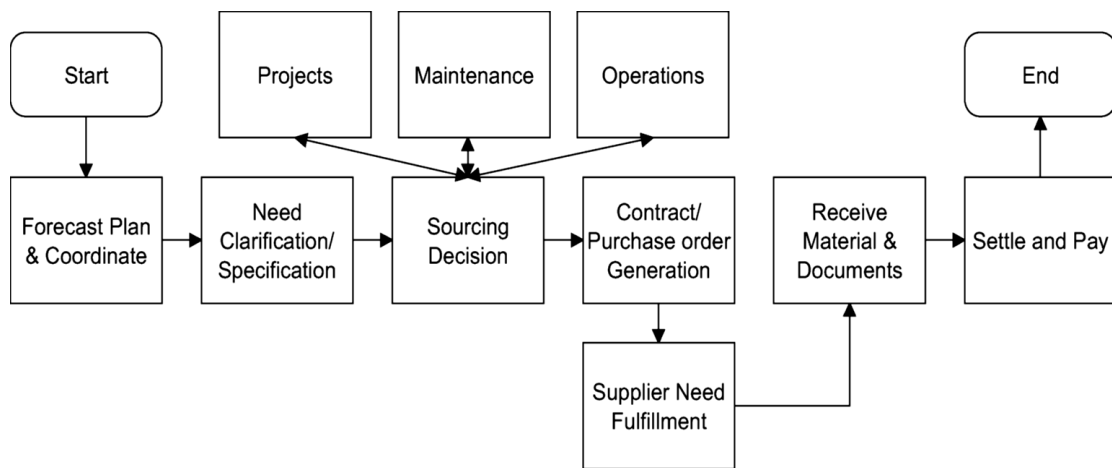 Start
Projects
Maintenance
Operations
End
Forecast Plan
& Coordinate
Need
Clarification/
Specification
Sourcing
Decision
Contract/
Purchase order
Generation
Receive
Material &
Documents
Settle and Pay
Supplier Need
Fulfillment